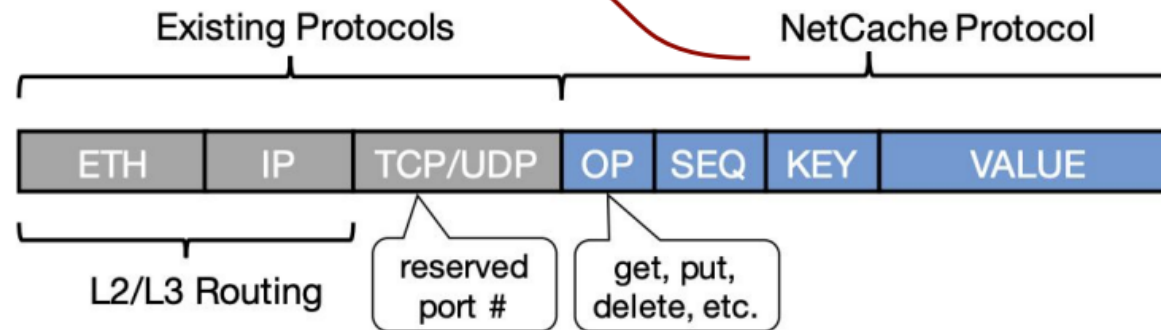 Existing Protocols
NetCache Protocol
ETH IP TCP/UDP OP SEQ KEY VALUE
L2/L3 Routing
reserved
port #
get, put,
delete, etc.